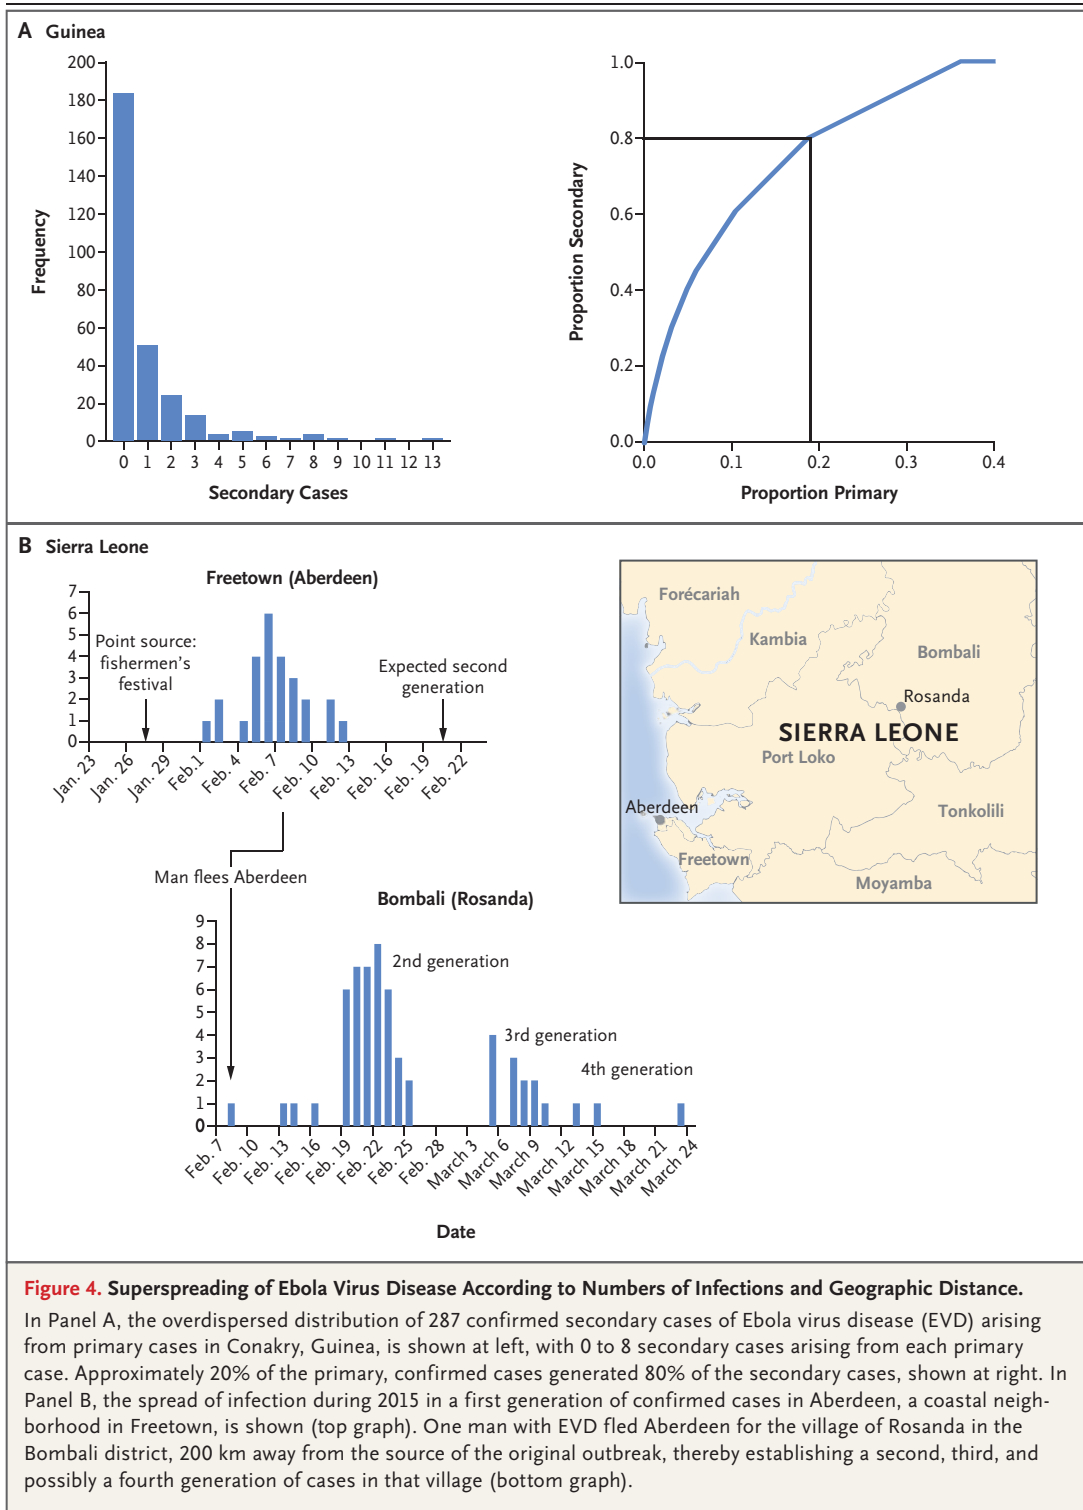 A Guinea
200
180
160
140
120
100
80
60
40
20
0
Frequency
0 1 2 3 4 5 6 7 8 9 10 11 12 13
Secondary Cases
1.0
0.8
0.6
0.4
0.2
0.0
Proportion Secondary
0.0 0.1 0.2 0.3 0.4
Proportion Primary
B Sierra Leone
Freetown (Aberdeen)
7
6
5
4
3
2
1
0
Point source:
fishermen's
festival
Expected second
generation
Jan. 23 Jan. 26 Jan. 29 Feb. 1 Feb. 4 Feb. 7 Feb. 10 Feb. 13 Feb. 16 Feb. 19 Feb. 22
Man flees Aberdeen
Forécariah
Kambia
Bombali
Rosanda
SIERRA LEONE
Port Loko
Aberdeen
Tonkolili
Freetown
Moyamba
Bombali (Rosanda)
9
8
7
6
5
4
3
2
1
0
2nd generation
3rd generation
4th generation
Feb. 7 Feb. 10 Feb. 13 Feb. 16 Feb. 19 Feb. 22 Feb. 25 Feb. 28 March 3 March 6 March 9 March 12 March 15 March 18 March 21 March 24
Date
Figure 4. Superspreading of Ebola Virus Disease According to Numbers of Infections and Geographic Distance.
In Panel A, the overdispersed distribution of 287 confirmed secondary cases of Ebola virus disease (EVD) arising
from primary cases in Conakry, Guinea, is shown at left, with 0 to 8 secondary cases arising from each primary
case. Approximately 20% of the primary, confirmed cases generated 80% of the secondary cases, shown at right. In
Panel B, the spread of infection during 2015 in a first generation of confirmed cases in Aberdeen, a coastal neigh-
borhood in Freetown, is shown (top graph). One man with EVD fled Aberdeen for the village of Rosanda in the
Bombali district, 200 km away from the source of the original outbreak, thereby establishing a second, third, and
possibly a fourth generation of cases in that village (bottom graph).